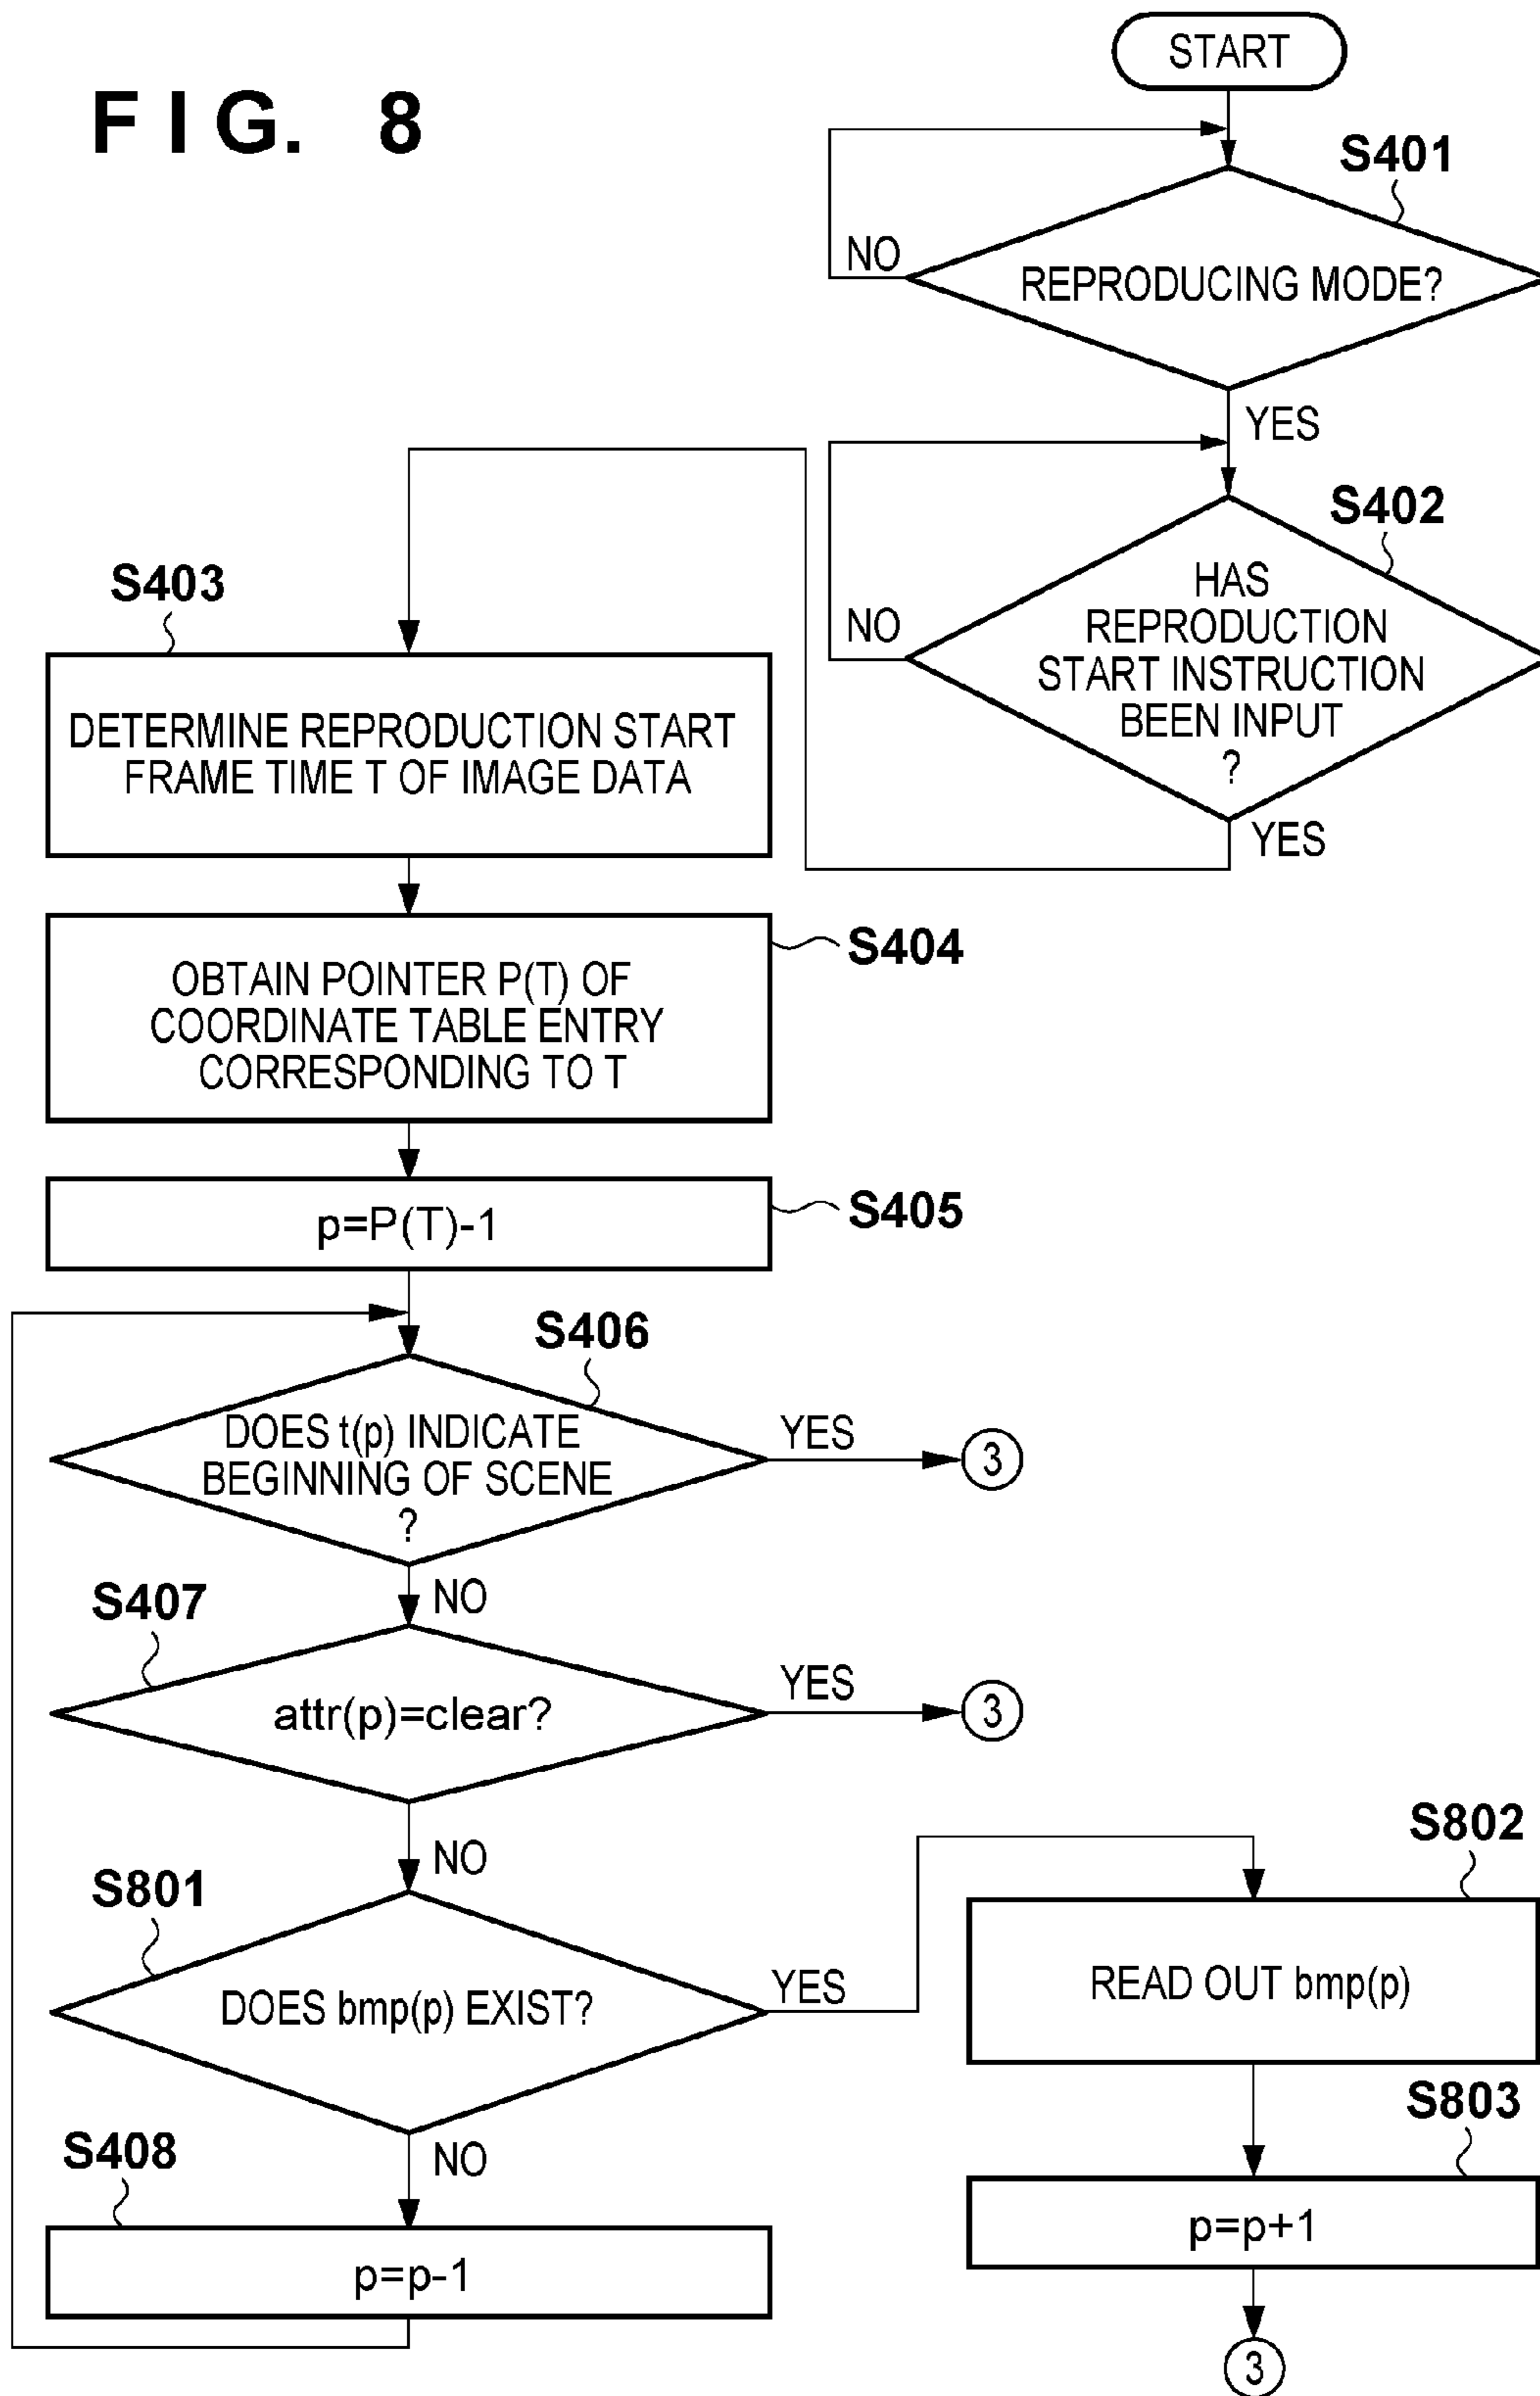 FIG. 8
START
S401
NO
REPRODUCING MODE?
YES
S402
NO
HAS
REPRODUCTION
START INSTRUCTION
BEEN INPUT
?
YES
S403
DETERMINE REPRODUCTION START
FRAME TIME T OF IMAGE DATA
S404
OBTAIN POINTER P(T) OF
COORDINATE TABLE ENTRY
CORRESPONDING TO T
S405
p=P(T)-1
S406
DOES t(p) INDICATE
BEGINNING OF SCENE
?
YES
3
NO
S407
attr(p)=clear?
YES
3
NO
S801
DOES bmp(p) EXIST?
YES
S802
READ OUT bmp(p)
S803
p=p+1
3
NO
S408
p=p-1